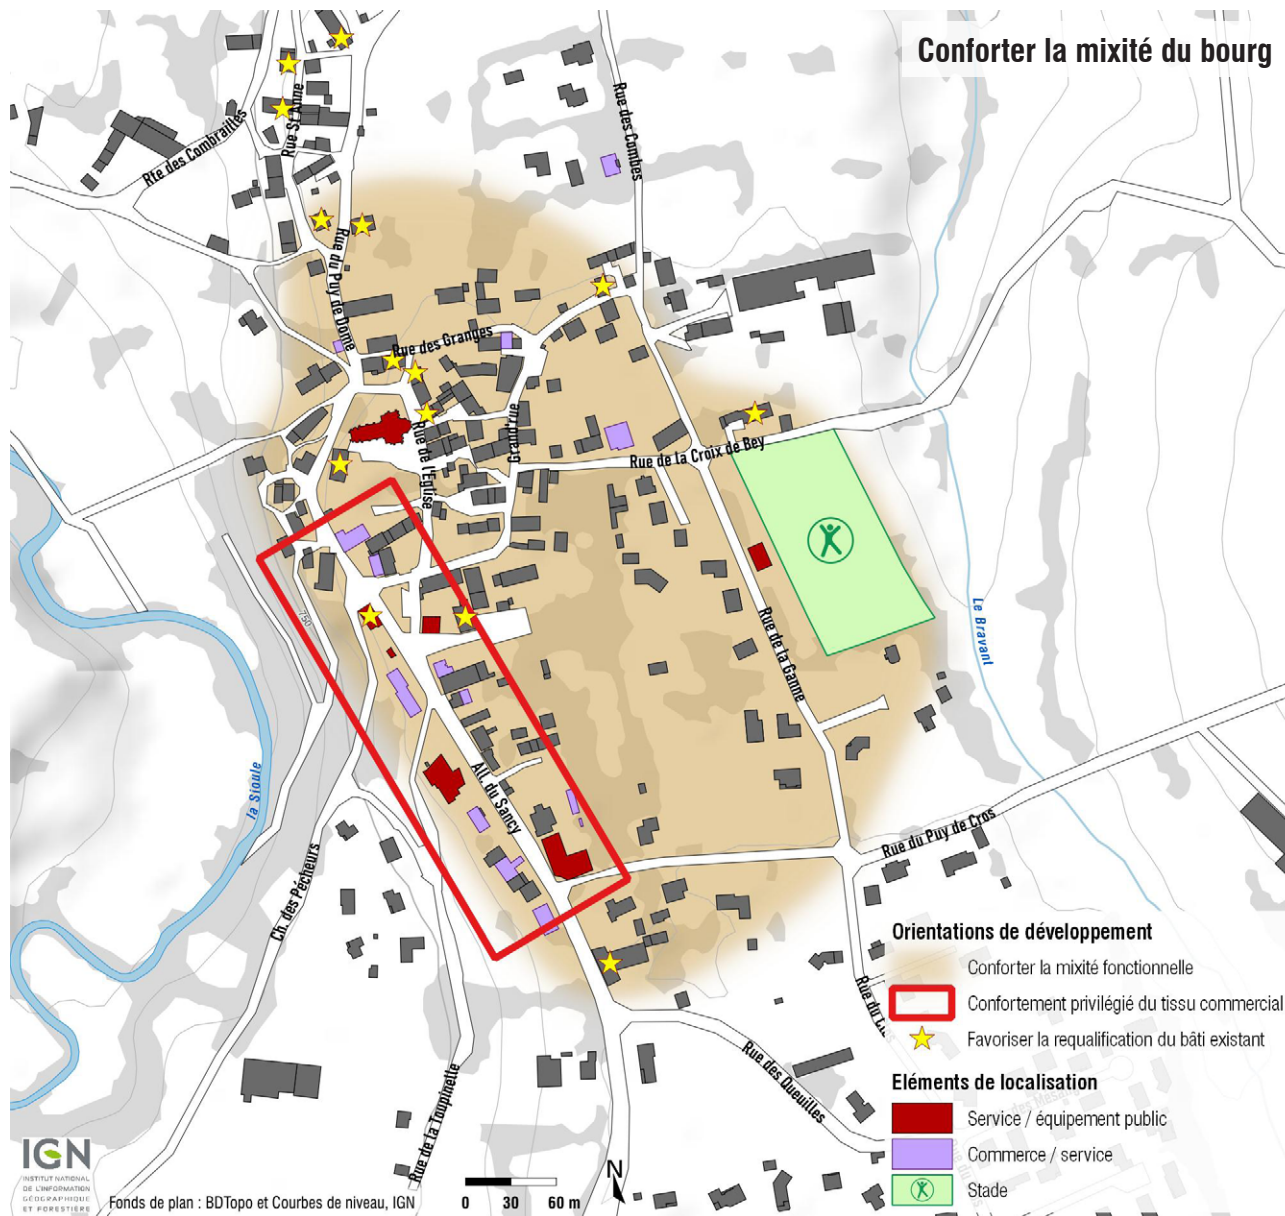 Conforter la mixité du bourg
Rue des Combes
Rue St Anne
Rte des Combrailles
Rue du Puy de Dome
Rue des Granges
Grand'rue
Rue de l'Eglise
Rue de la Croix de Bey
750
Le Bravant
Rue de la Ganne
la Sioule
All. du Sancy
Rue du Puy de Cros
Ch. des Pécheurs
Rue de la Toupinelle
Rue des Queuilles
Orientations de développement
Conforter la mixité fonctionnelle
Confortement privilégié du tissu commercial
Favoriser la requalification du bâti existant
Eléments de localisation
Service / équipement public
Commerce / service
Stade
IGN
INSTITUT NATIONAL
DE L'INFORMATION
GÉOGRAPHIQUE
ET FORESTIÈRE
Fonds de plan : BDTopo et Courbes de niveau, IGN
0 30 60 m
N